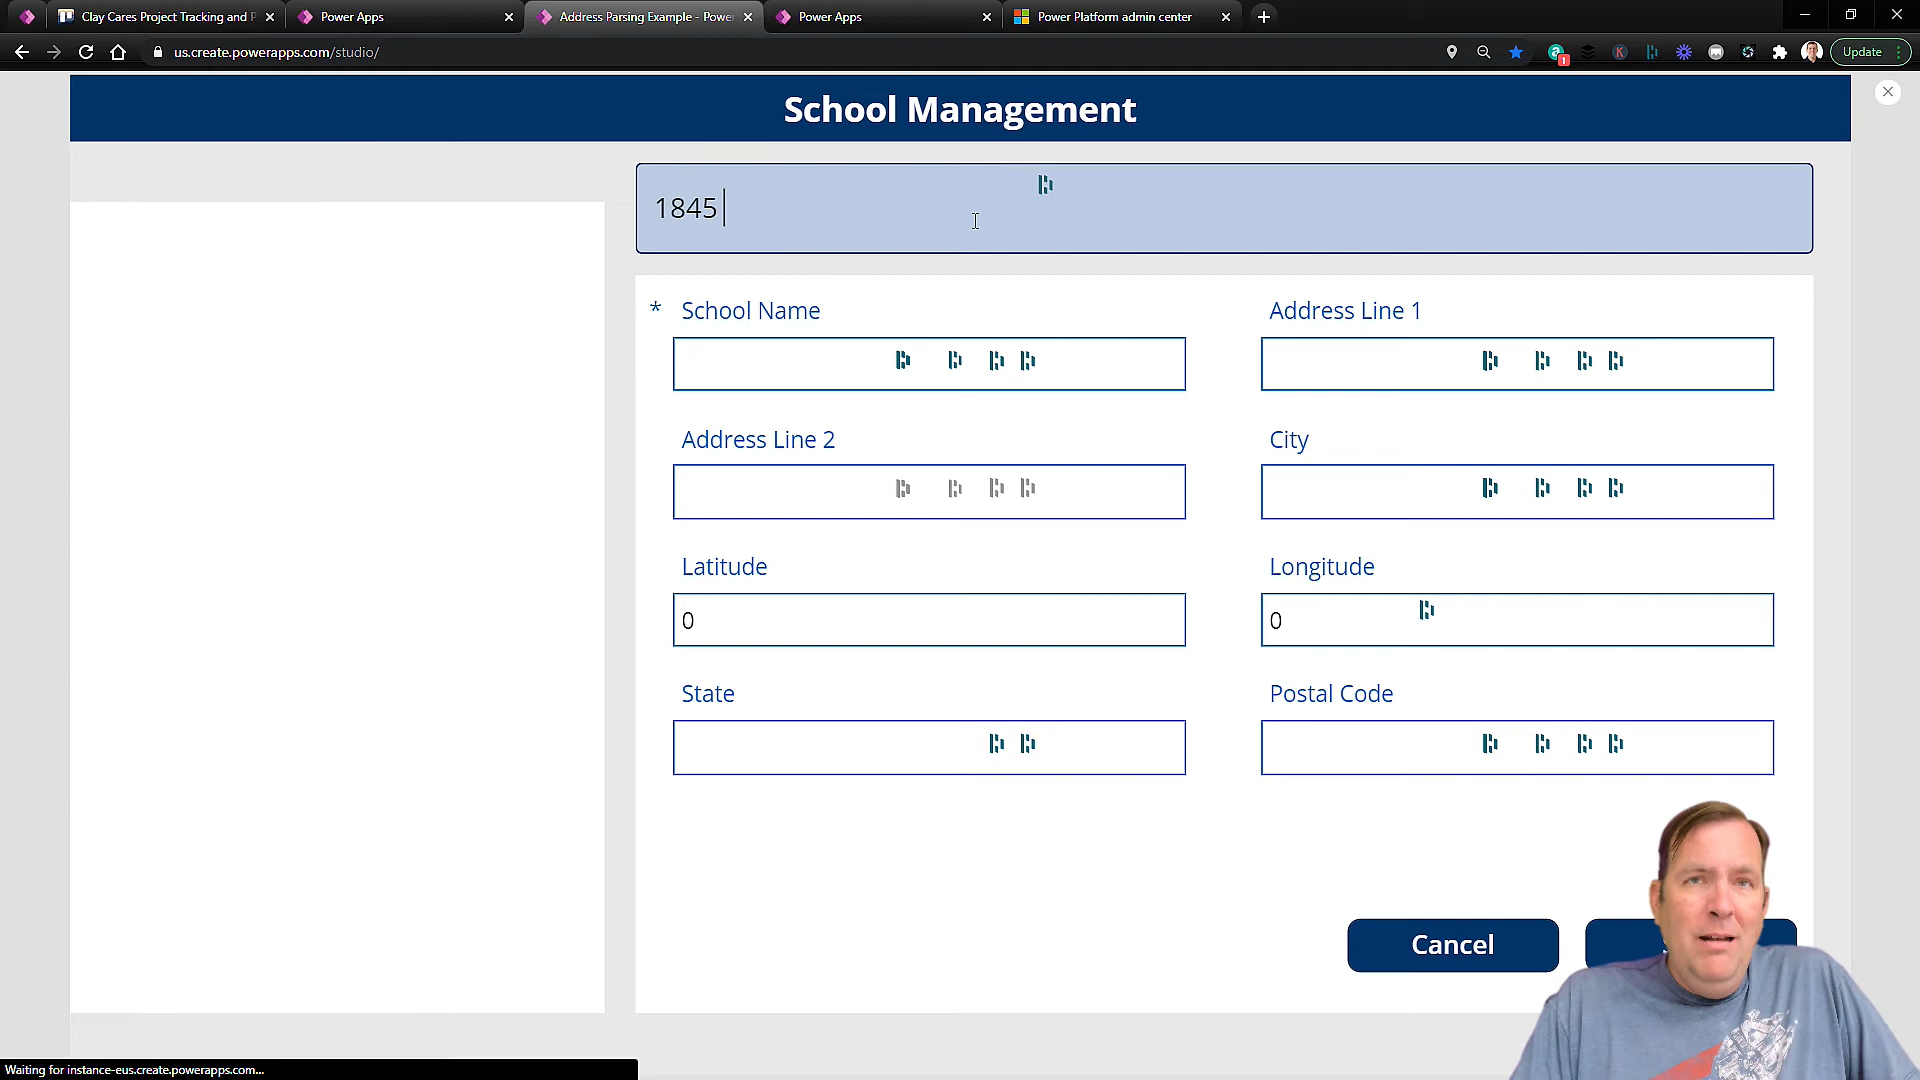 Clay Cares Project Tracking and P
Power Apps
Address Parsing Example - Power
Power Apps
Power Platform admin center
us.create.powerapps.com/studio/
1
Update
School Management
1845
* School Name
Address Line 1
Address Line 2
City
Latitude
Longitude
0
0
State
Postal Code
Cancel
Waiting for instance-eus.create.powerapps.com...